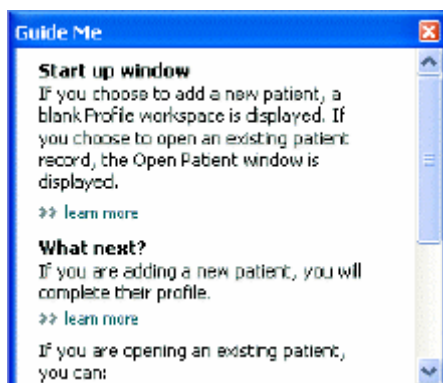 Guide Me
Start up window
If you choose to add a new patient, a
blank Profile workspace is displayed. If
you choose to open an existing patient
record, the Open Patient window is
displayed.
>> learn more
What next?
If you are adding a new patient, you will
complete their profile.
>> learn more
If you are opening an existing patient,
you can: